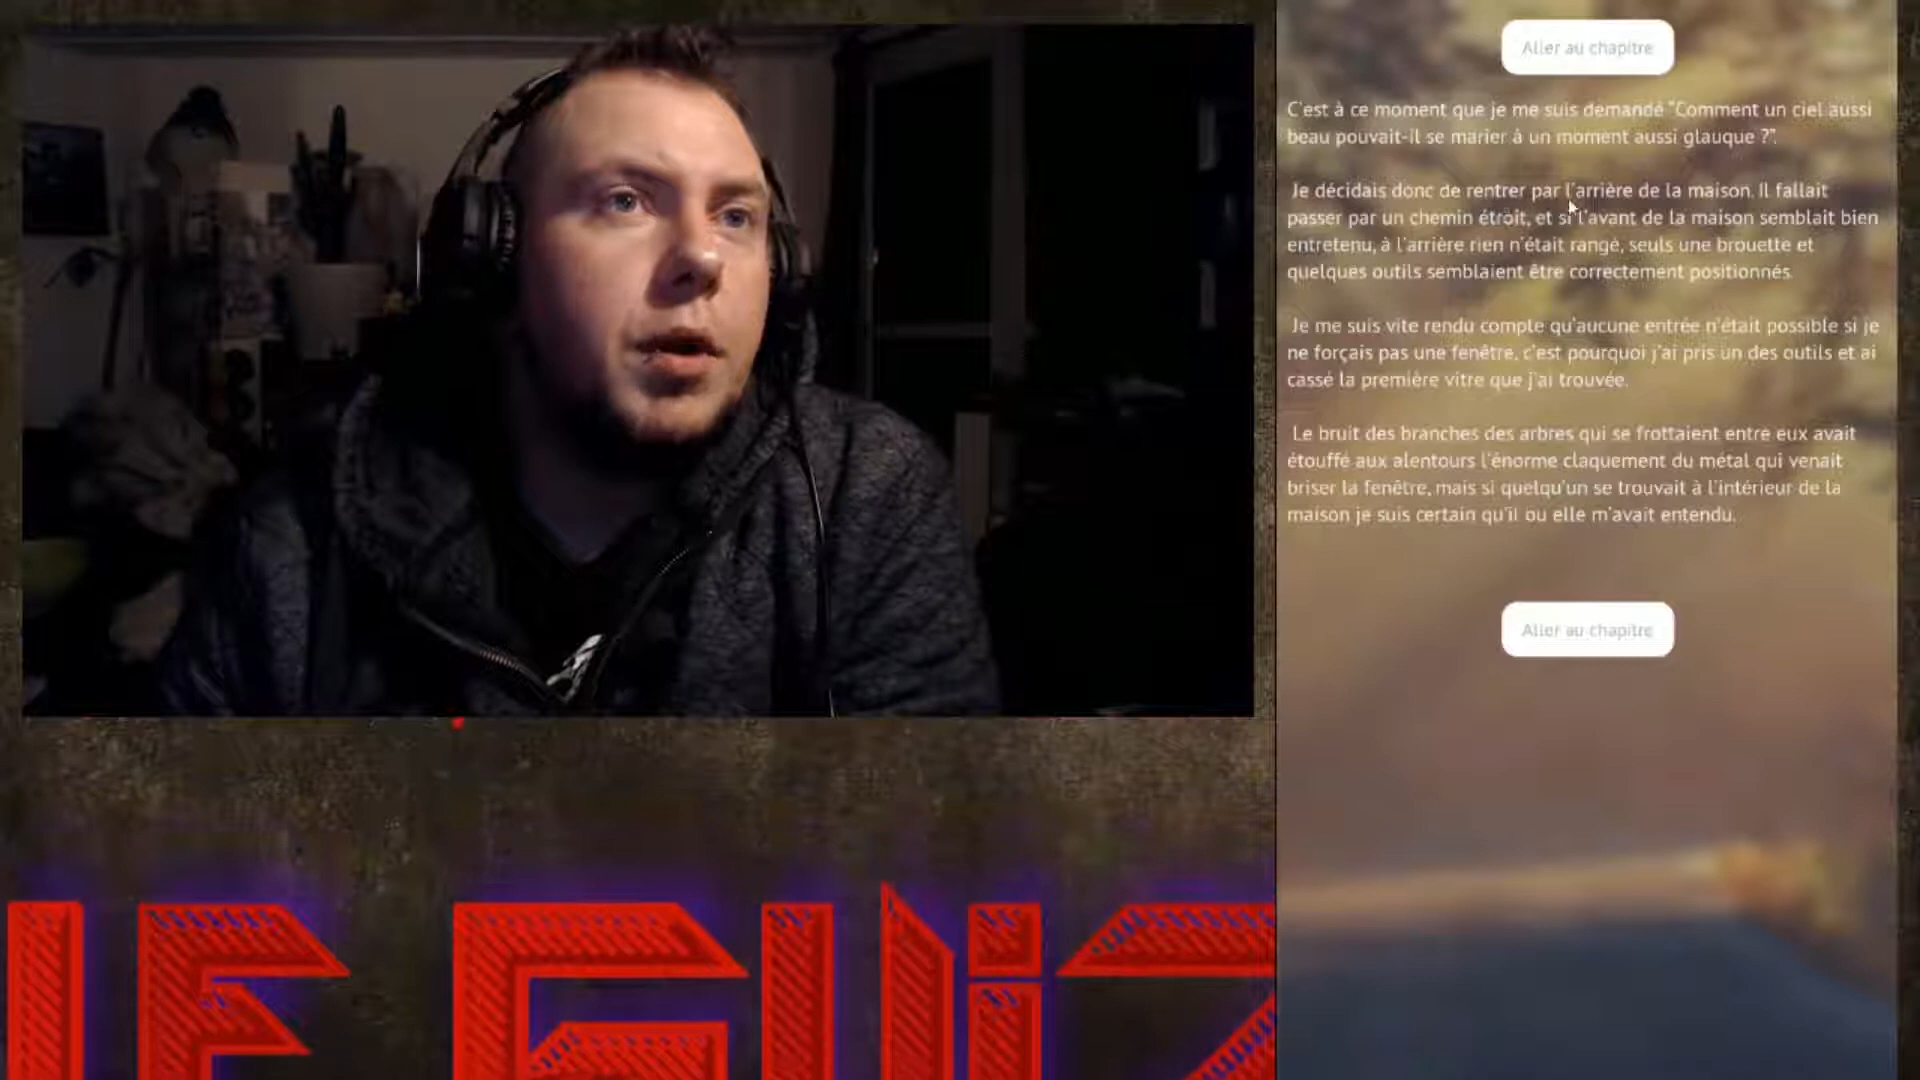 Aller au chapitre
C'est à ce moment que je me suis demandé "Comment un ciel aussi
beau pouvait-il se marier à un moment aussi glauque ?".
Je décidais donc de rentrer par l'arrière de la maison. Il fallait
passer par un chemin étroit, et si l'avant de la maison semblait bien
entretenu, à l'arrière rien n'était rangé, seuls une brouette et
quelques outils semblaient être correctement positionnés.
Je me suis vite rendu compte qu'aucune entrée n'était possible si je
ne forçais pas une fenêtre, c'est pourquoi j'ai pris un des outils et ai
cassé la première vitre que j'ai trouvée.
Le bruit des branches des arbres qui se frottaient entre eux avait
étouffé aux alentours l'énorme claquement du métal qui venait
briser la fenêtre, mais si quelqu'un se trouvait à l'intérieur de la
maison je suis certain qu'il ou elle m'avait entendu.
Aller au chapitre